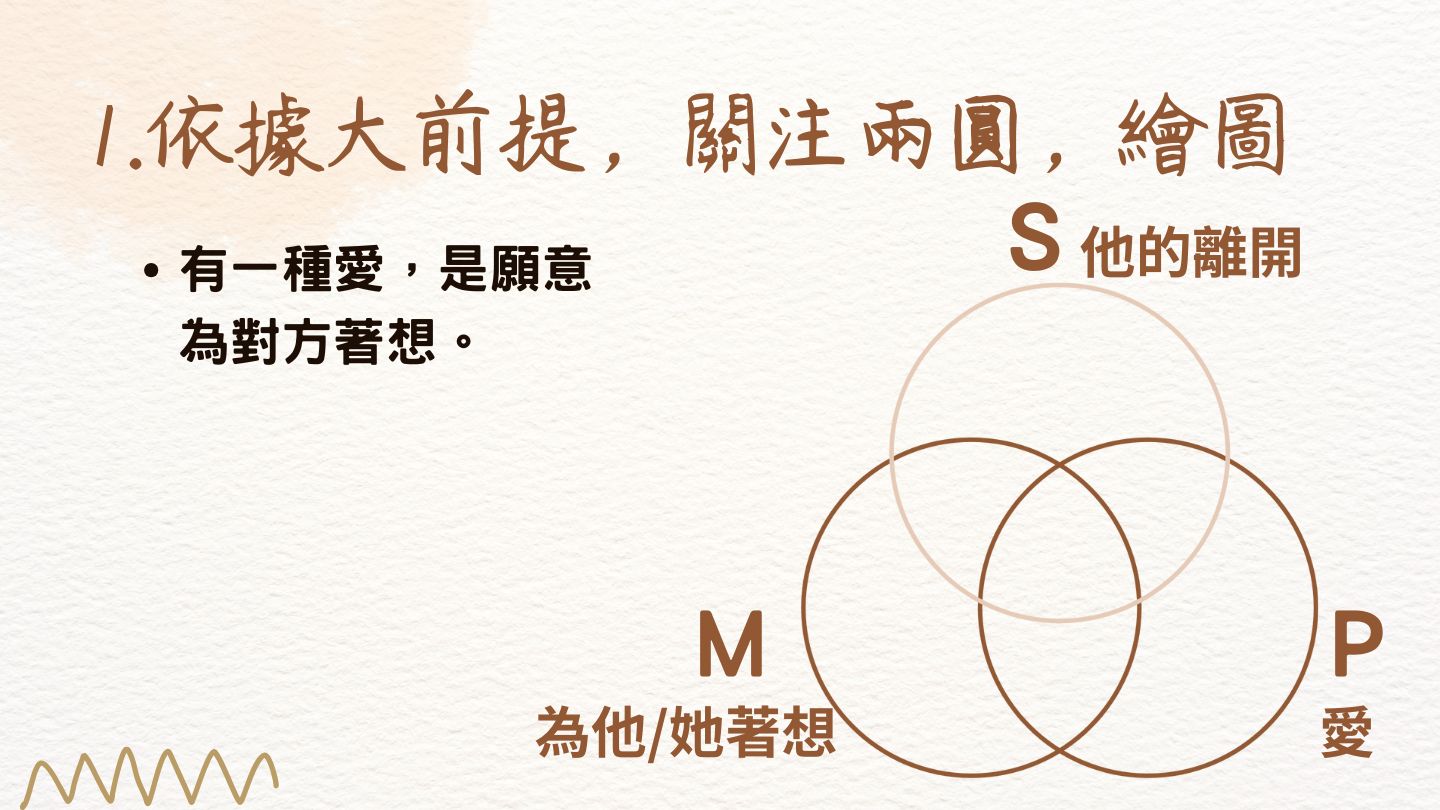 1.依據大前提，關注兩圓，繪圖
• 有一種愛，是願意
為對方著想。
S 他的離開
M
為他/她著想
P
愛